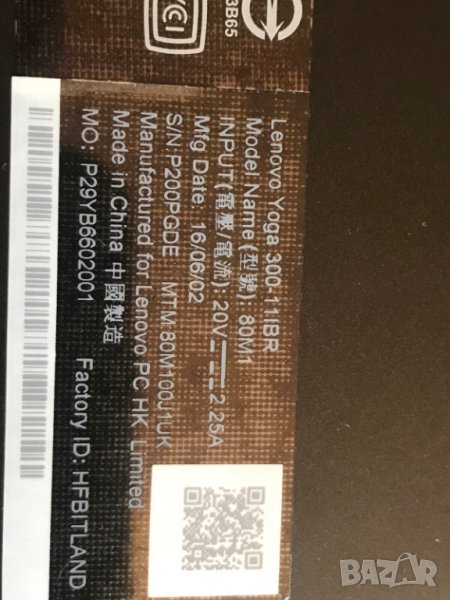 3B65
CCI
Lenovo Yoga 300-11IBR
Model Name (型號): 80M1
INPUT(電壓/電流): 20V⎓2.25A
Mfg Date: 16/06/02
S/N P200PGDE MTM:80M100J1UK
Manufactured for Lenovo PC HK Limited
Made in China 中國製造
MO: P29YB6602001 Factory ID: HFBITLAND
BAZAR